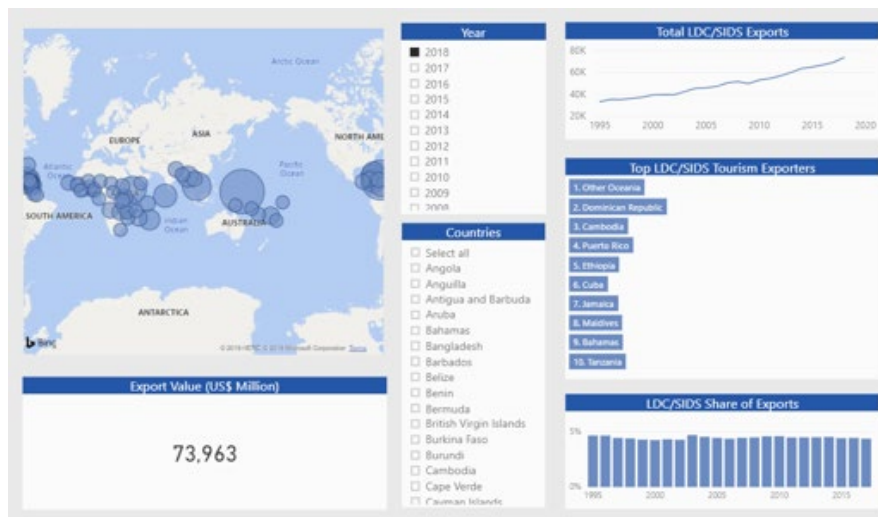 Arctic Ocean
EUROPE
ASIA
NORTH AME
Atlantic
Ocean
Pacific
Ocean
SOUTH AMERICA
Indian
Ocean
AUSTRALIA
ANTARCTICA
Bing
© 2019 HERE, © 2019 Microsoft Corporation Terms
Export Value (US$ Million)
73,963
Year
2018
2017
2016
2015
2014
2013
2012
2011
2010
2009
2008
Countries
Select all
Angola
Anguilla
Antigua and Barbuda
Aruba
Bahamas
Bangladesh
Barbados
Belize
Benin
Bermuda
British Virgin Islands
Burkina Faso
Burundi
Cambodia
Cape Verde
Cayman Islands
Total LDC/SIDS Exports
80K
60K
40K
20K
1995 2000 2005 2010 2015 2020
Top LDC/SIDS Tourism Exporters
1. Other Oceania
2. Dominican Republic
3. Cambodia
4. Puerto Rico
5. Ethiopia
6. Cuba
7. Jamaica
8. Maldives
9. Bahamas
10. Tanzania
LDC/SIDS Share of Exports
5%
0%
1995 2000 2005 2010 2015